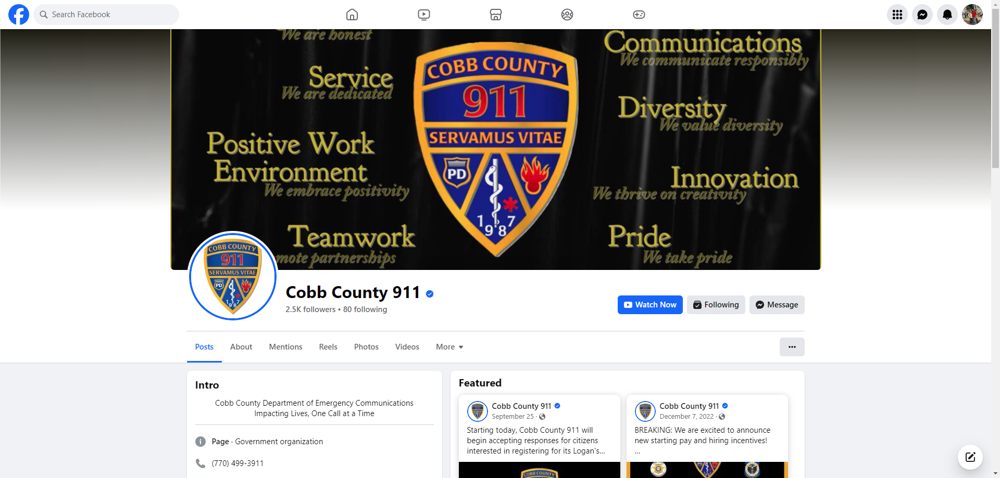 Search Facebook
We are honest
Service
We are dedicated
Positive Work
Environment
We embrace positivity
Teamwork
mote partnerships
COBB COUNTY
911
SERVAMUS VITAE
PD
1987
Communications
We communicate responsibly
Diversity
We value diversity
Innovation
We thrive on creativity
Pride
We take pride
COBB COUNTY
911
SERVAMUS VITAE
PD
1987
Cobb County 911
2.5K followers • 80 following
Watch Now
Following
Message
Posts
About
Mentions
Reels
Photos
Videos
More
Intro
Cobb County Department of Emergency Communications
Impacting Lives, One Call at a Time
Page · Government organization
(770) 499-3911
Featured
Cobb County 911
September 25 ·
Starting today, Cobb County 911 will
begin accepting responses for citizens
interested in registering for its Logan's...
COBB COUNTY
Cobb County 911
December 7, 2022 ·
BREAKING: We are excited to announce
new starting pay and hiring incentives!
...